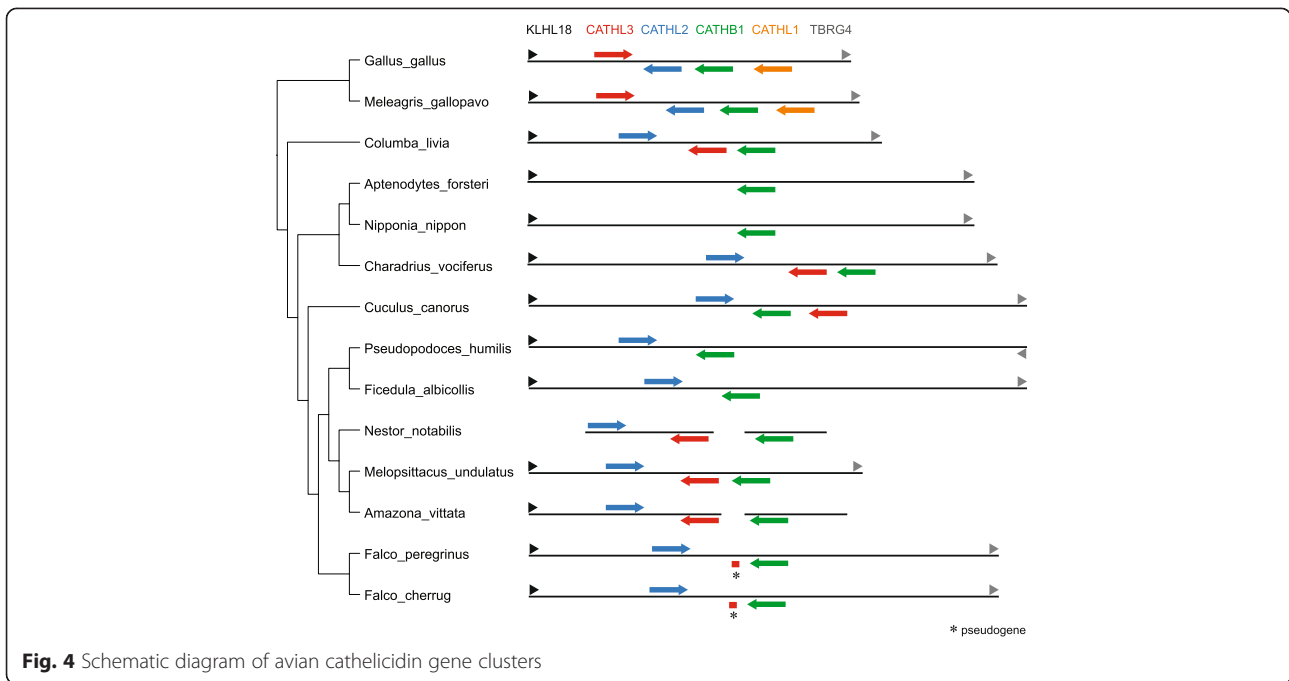 KLHL18 CATHL3 CATHL2 CATHB1 CATHL1 TBRG4
Gallus_gallus
Meleagris_gallopavo
Columba_livia
Aptenodytes_forsteri
Nipponia_nippon
Charadrius_vociferus
Cuculus_canorus
Pseudopodoces_humilis
Ficedula_albicollis
Nestor_notabilis
Melopsittacus_undulatus
Amazona_vittata
Falco_peregrinus
*
Falco_cherrug
*
* pseudogene
Fig. 4 Schematic diagram of avian cathelicidin gene clusters